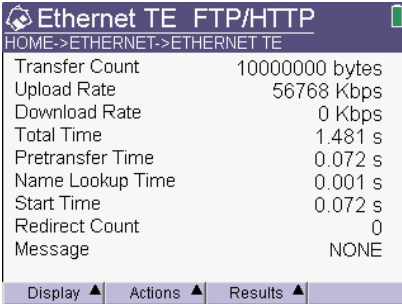 Ethernet TE FTP/HTTP
HOME->ETHERNET->ETHERNET TE
Transfer Count 10000000 bytes
Upload Rate 56768 Kbps
Download Rate 0 Kbps
Total Time 1.481 s
Pretransfer Time 0.072 s
Name Lookup Time 0.001 s
Start Time 0.072 s
Redirect Count 0
Message NONE
Display Actions Results